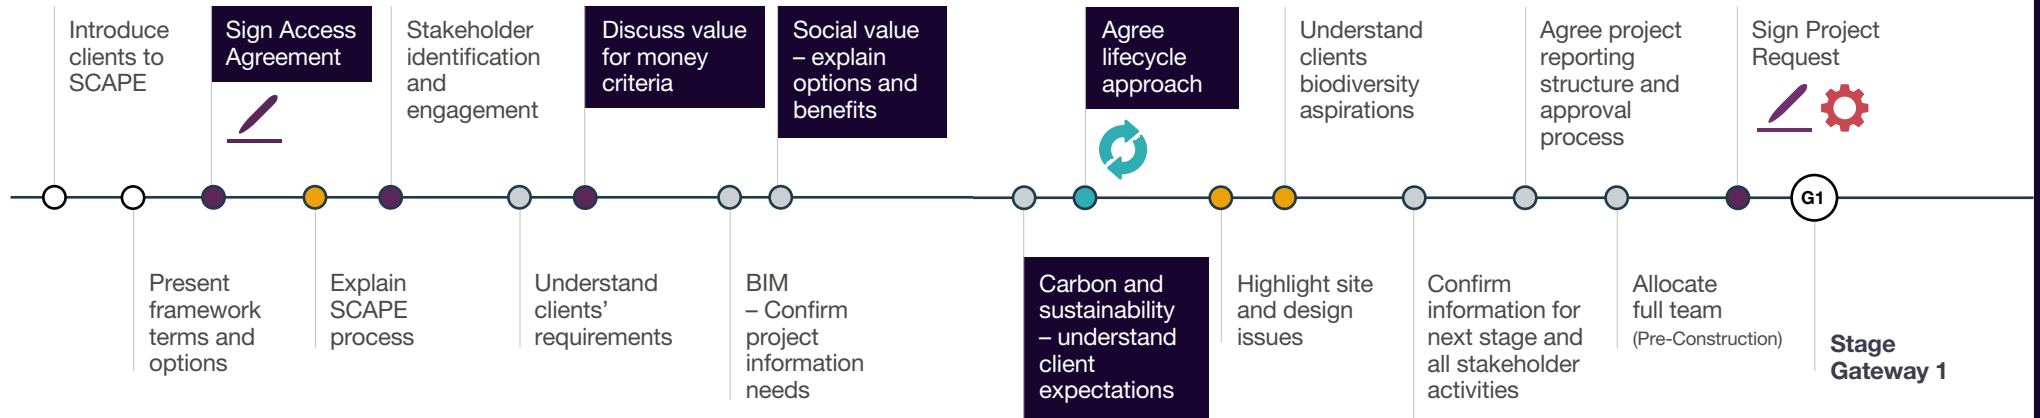 Introduce
clients to
SCAPE
Sign Access
Agreement
Stakeholder
identification
and
engagement
Discuss value
for money
criteria
Social value
– explain
options and
benefits
Agree
lifecycle
approach
Understand
clients
biodiversity
aspirations
Agree project
reporting
structure and
approval
process
Sign Project
Request
G1
Present
framework
terms and
options
Explain
SCAPE
process
Understand
clients’
requirements
BIM
– Confirm
project
information
needs
Carbon and
sustainability
– understand
client
expectations
Highlight site
and design
issues
Confirm
information for
next stage and
all stakeholder
activities
Allocate
full team
(Pre-Construction)
Stage
Gateway 1